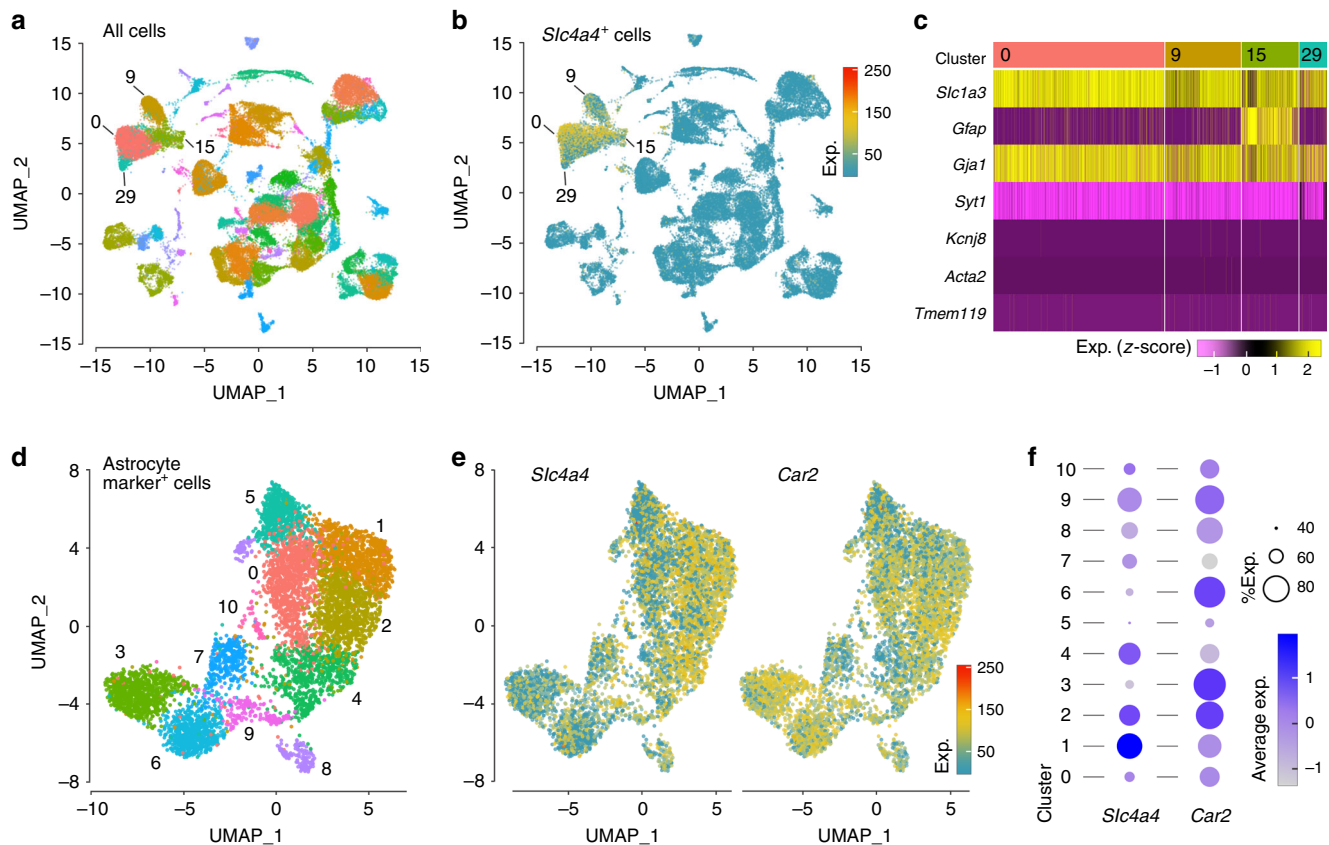 a
All cells
15
10
5
0
−5
−10
−15
UMAP_2
9
0
15
29
−15
−10
−5
0
5
10
15
UMAP_1
b
Slc4a4+ cells
15
10
5
0
−5
−10
−15
9
0
15
29
250
150
50
Exp.
−15
−10
−5
0
5
10
15
UMAP_1
c
Cluster
0
9
15
29
Slc1a3
Gfap
Gja1
Syt1
Kcnj8
Acta2
Tmem119
Exp. (z-score)
−1
0
1
2
d
Astrocyte
marker+ cells
8
4
0
−4
−8
UMAP_2
5
1
0
10
2
3
7
4
9
6
8
−10
−5
0
5
UMAP_1
e
Slc4a4
Car2
250
150
50
Exp.
−5
0
5
UMAP_1
−5
0
5
UMAP_1
f
10
9
8
7
6
5
4
3
2
1
0
Cluster
Slc4a4
Car2
%Exp.
40
60
80
Average exp.
1
0
−1